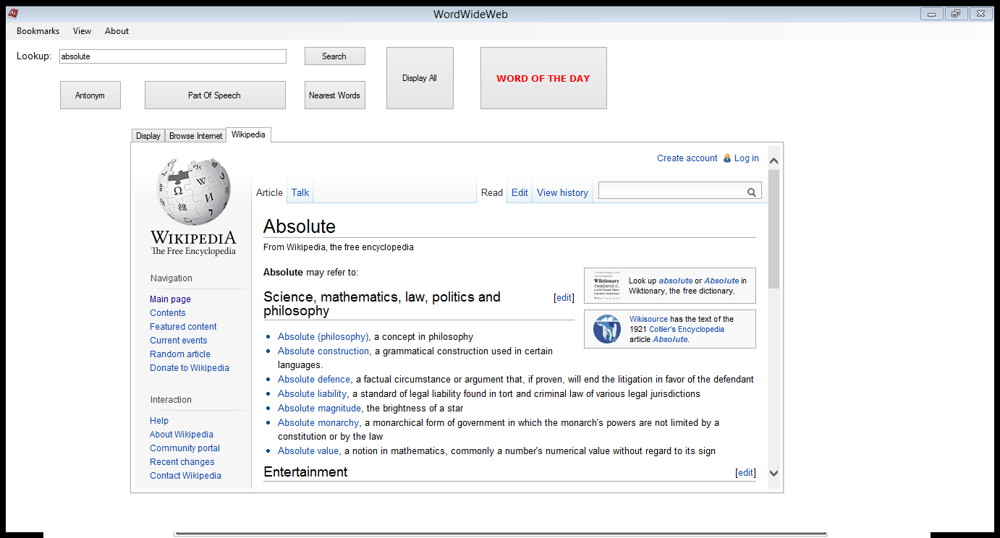 WordWideWeb
Bookmarks View About
Lookup: absolute Search
Display All
WORD OF THE DAY
Antonym Part Of Speech Nearest Words
Display Browse Internet Wikipedia
Create account Log in
Article Talk Read Edit View history
Ω W И 維 7
WIKIPEDIA
The Free Encyclopedia
Navigation
Main page
Contents
Featured content
Current events
Random article
Donate to Wikipedia
Interaction
Help
About Wikipedia
Community portal
Recent changes
Contact Wikipedia
Absolute
From Wikipedia, the free encyclopedia
Absolute may refer to:
Wiktionary
Look up absolute or Absolute in
Wiktionary, the free dictionary.
Wikisource has the text of the
1921 Collier's Encyclopedia
article Absolute.
Science, mathematics, law, politics and [edit]
philosophy
Absolute (philosophy), a concept in philosophy
Absolute construction, a grammatical construction used in certain
languages.
Absolute defence, a factual circumstance or argument that, if proven, will end the litigation in favor of the defendant
Absolute liability, a standard of legal liability found in tort and criminal law of various legal jurisdictions
Absolute magnitude, the brightness of a star
Absolute monarchy, a monarchical form of government in which the monarch's powers are not limited by a
constitution or by the law
Absolute value, a notion in mathematics, commonly a number's numerical value without regard to its sign
Entertainment [edit]